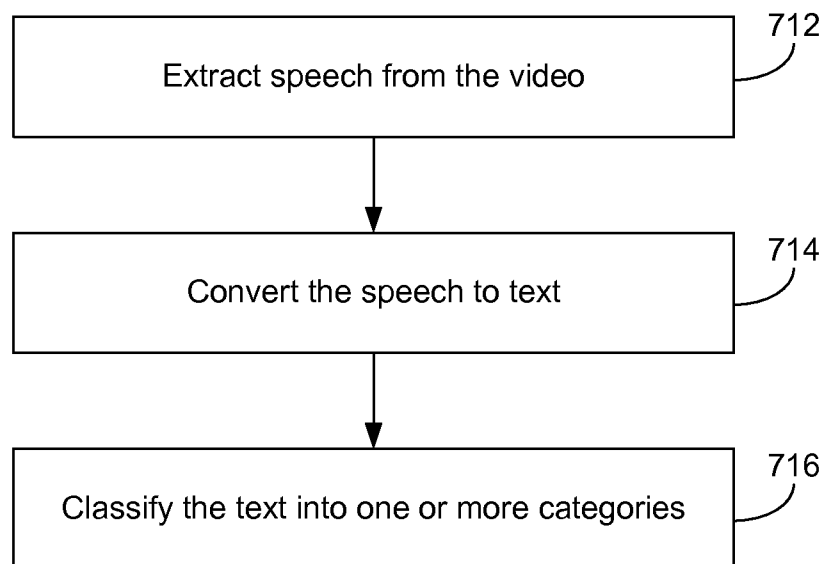 712
Extract speech from the video
714
Convert the speech to text
716
Classify the text into one or more categories